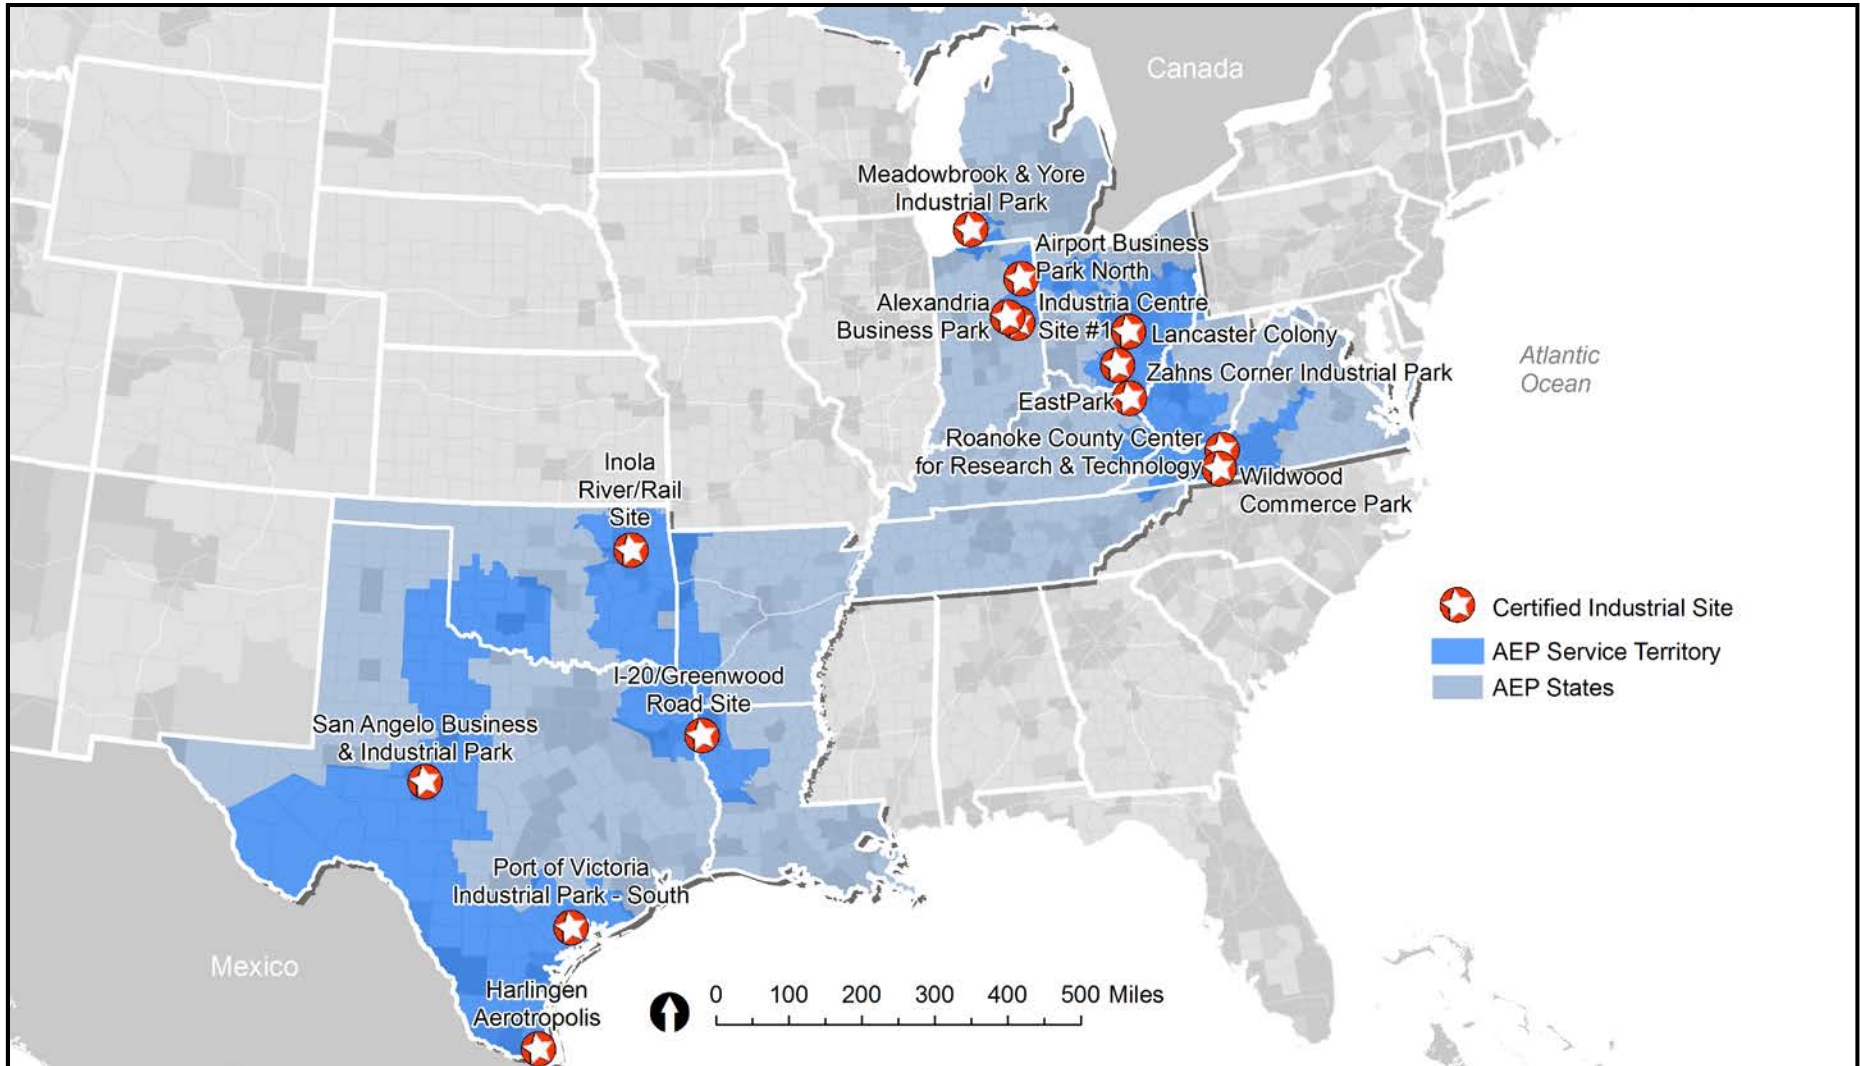 Canada
Meadowbrook & Yore
Industrial Park
Airport Business
Park North
Alexandria
Business Park
Industria Centre
Site #1
Lancaster Colony
Zahns Corner Industrial Park
EastPark
Atlantic
Ocean
Roanoke County Center
for Research & Technology
Wildwood
Commerce Park
Inola
River/Rail
Site
I-20/Greenwood
Road Site
San Angelo Business
& Industrial Park
Port of Victoria
Industrial Park - South
Harlingen
Aerotropolis
Mexico
Certified Industrial Site
AEP Service Territory
AEP States
0 100 200 300 400 500 Miles